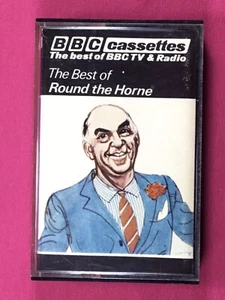 BBC cassettes
The best of BBC TV & Radio
The Best of
Round the Horne